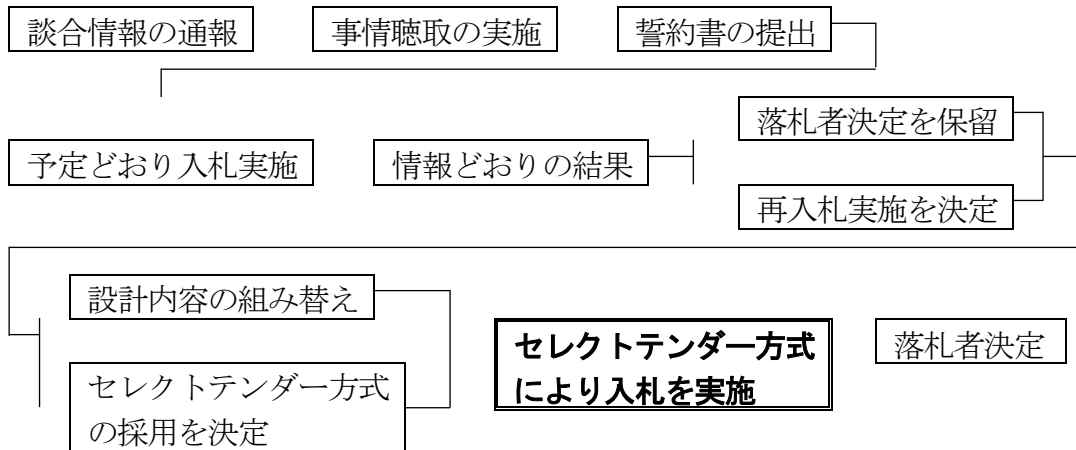 談合情報の通報
事情聴取の実施
誓約書の提出
落札者決定を保留
予定どおり入札実施
情報どおりの結果
再入札実施を決定
設計内容の組み替え
セレクトテンダー方式
により入札を実施
落札者決定
セレクトテンダー方式
の採用を決定